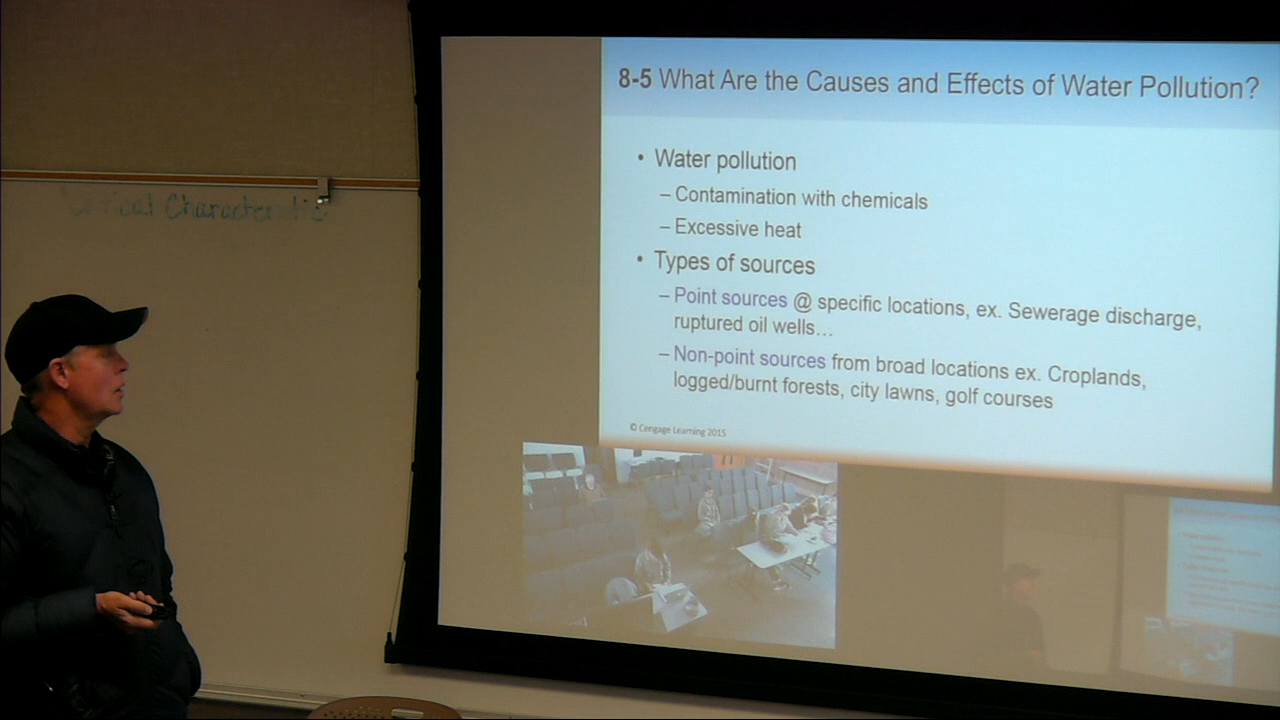 8-5 What Are the Causes and Effects of Water Pollution?
• Water pollution
– Contamination with chemicals
– Excessive heat
• Types of sources
– Point sources @ specific locations, ex. Sewerage discharge,
ruptured oil wells…
– Non-point sources from broad locations ex. Croplands,
logged/burnt forests, city lawns, golf courses
© Cengage Learning 2015
Critical Characteristic